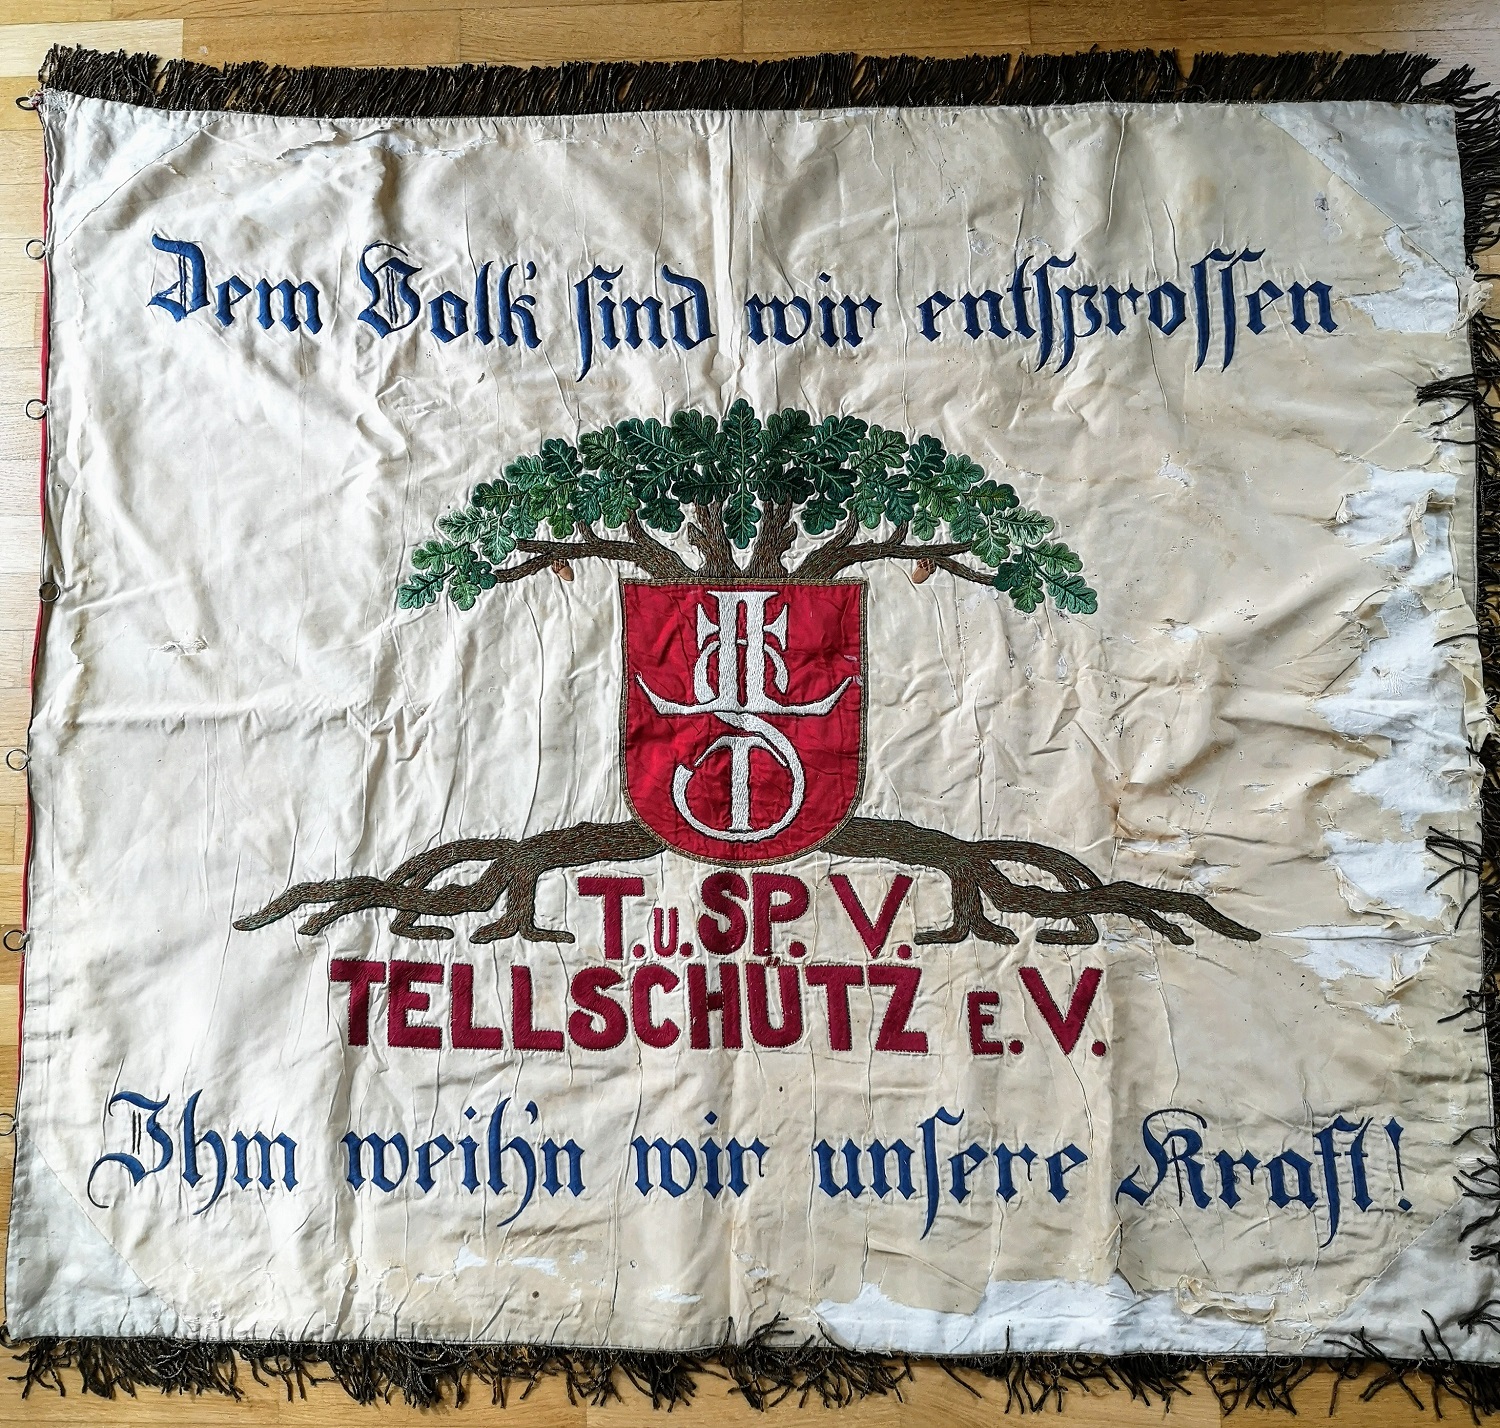 Dem Volk' sind wir entsprossen
T. u. SP. V.
TELLSCHÜTZ E. V.
Ihm weih'n wir unsere Kraft!